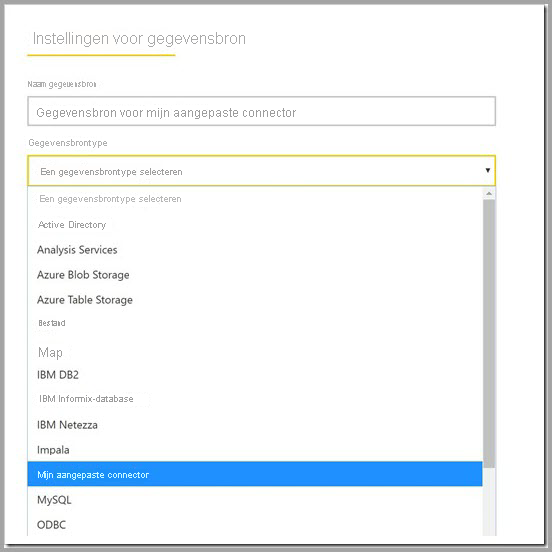 Instellingen voor gegevensbron
Naam gegevensbron
Gegevensbron voor mijn aangepaste connector
Gegevensbrontype
Een gegevensbrontype selecteren
Een gegevensbrontype selecteren
Active Directory
Analysis Services
Azure Blob Storage
Azure Table Storage
Bestand
Map
IBM DB2
IBM Informix-database
IBM Netezza
Impala
Mijn aangepaste connector
MySQL
ODBC